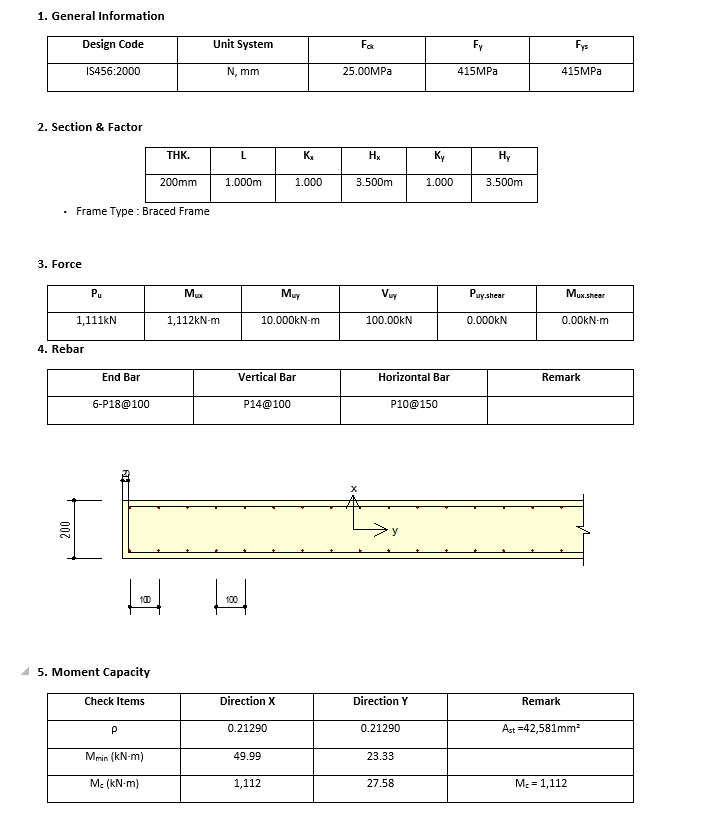 1. General Information
Design Code Unit System Fck Fy Fys
IS456:2000 N, mm 25.00MPa 415MPa 415MPa
2. Section & Factor
THK. L Kx Hx Ky Hy
200mm 1.000m 1.000 3.500m 1.000 3.500m
• Frame Type : Braced Frame
3. Force
Pu Mux Muy Vuy Puy.shear Mux.shear
1,111kN 1,112kN·m 10.000kN·m 100.00kN 0.000kN 0.00kN·m
4. Rebar
End Bar Vertical Bar Horizontal Bar Remark
6-P18@100 P14@100 P10@150
x
y
200
100 100
5. Moment Capacity
Check Items Direction X Direction Y Remark
ρ 0.21290 0.21290 Ast =42,581mm²
Mmin (kN·m) 49.99 23.33
Mc (kN·m) 1,112 27.58 Mc = 1,112